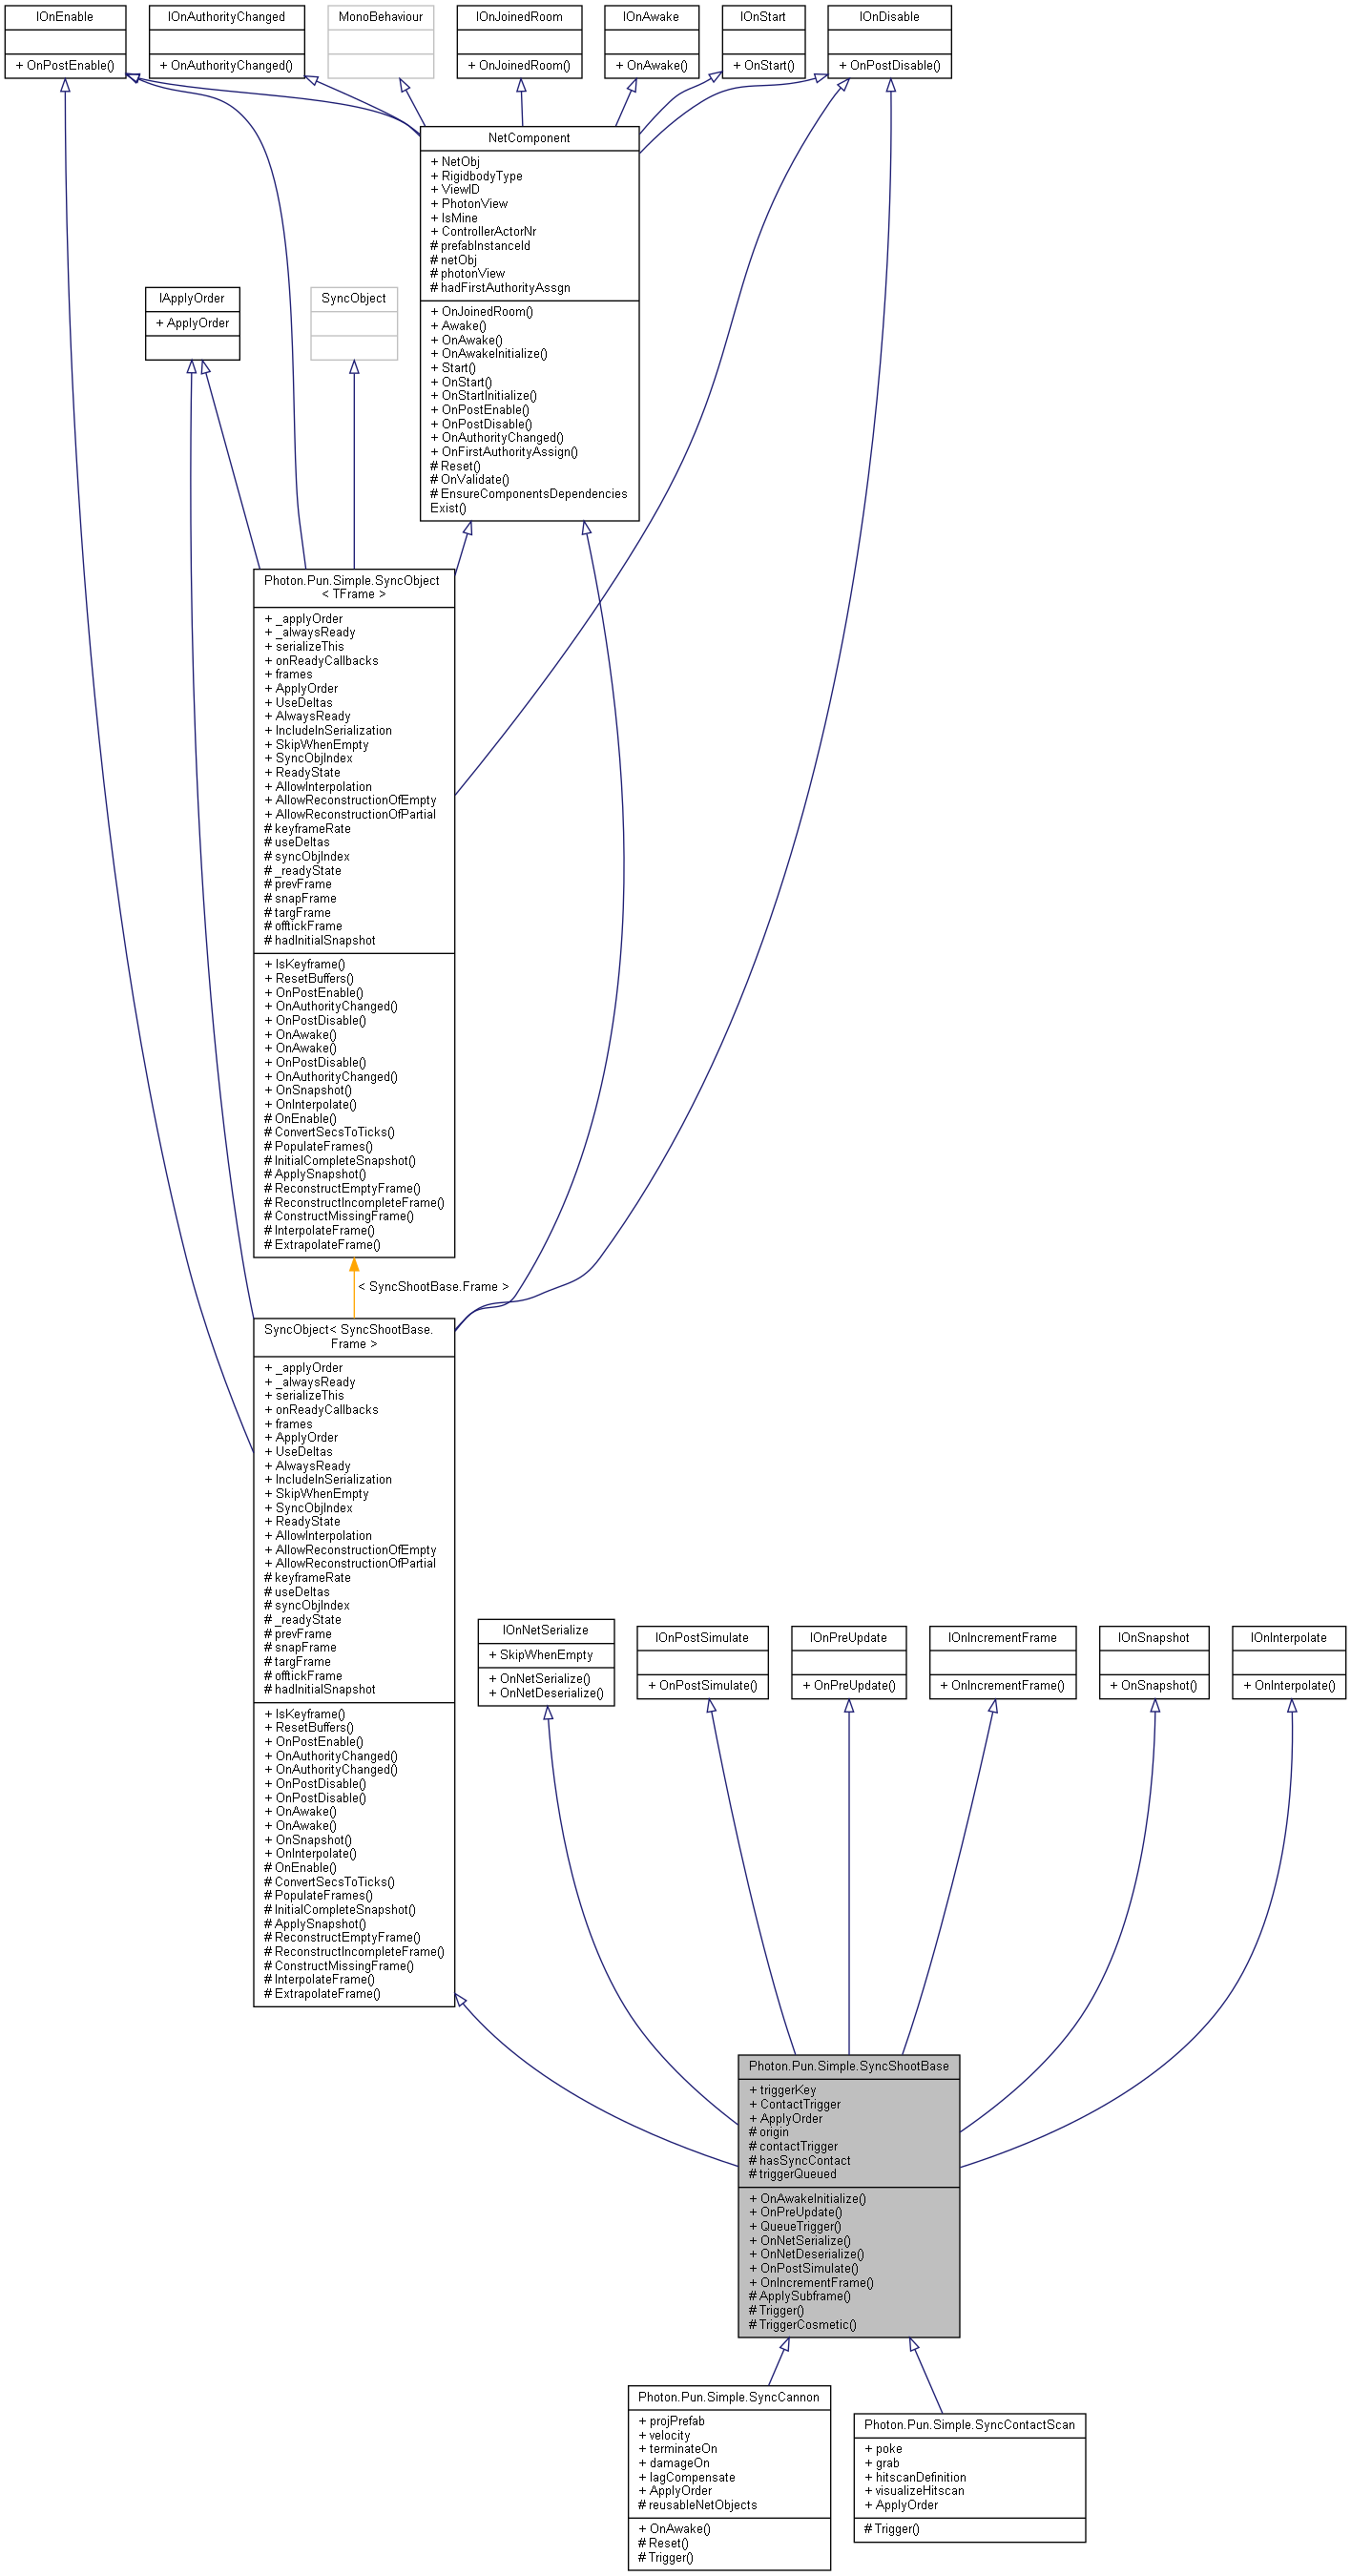 IOnEnable
+ OnPostEnable()
IOnAuthorityChanged
+ OnAuthorityChanged()
MonoBehaviour
IOnJoinedRoom
+ OnJoinedRoom()
IOnAwake
+ OnAwake()
IOnStart
+ OnStart()
IOnDisable
+ OnPostDisable()
NetComponent
+ NetObj
+ RigidbodyType
+ ViewID
+ PhotonView
+ IsMine
+ ControllerActorNr
# prefabInstanceId
# netObj
# photonView
# hadFirstAuthorityAssgn
+ OnJoinedRoom()
+ Awake()
+ OnAwake()
+ OnAwakeInitialize()
+ Start()
+ OnStart()
+ OnStartInitialize()
+ OnPostEnable()
+ OnPostDisable()
+ OnAuthorityChanged()
+ OnFirstAuthorityAssign()
# Reset()
# OnValidate()
# EnsureComponentsDependencies
Exist()
IApplyOrder
+ ApplyOrder
SyncObject
Photon.Pun.Simple.SyncObject
< TFrame >
+ _applyOrder
+ _alwaysReady
+ serializeThis
+ onReadyCallbacks
+ frames
+ ApplyOrder
+ UseDeltas
+ AlwaysReady
+ IncludeInSerialization
+ SkipWhenEmpty
+ SyncObjIndex
+ ReadyState
+ AllowInterpolation
+ AllowReconstructionOfEmpty
+ AllowReconstructionOfPartial
# keyframeRate
# useDeltas
# syncObjIndex
# _readyState
# prevFrame
# snapFrame
# targFrame
# offtickFrame
# hadInitialSnapshot
+ IsKeyframe()
+ ResetBuffers()
+ OnPostEnable()
+ OnAuthorityChanged()
+ OnPostDisable()
+ OnAwake()
+ OnAwake()
+ OnPostDisable()
+ OnAuthorityChanged()
+ OnSnapshot()
+ OnInterpolate()
# OnEnable()
# ConvertSecsToTicks()
# PopulateFrames()
# InitialCompleteSnapshot()
# ApplySnapshot()
# ReconstructEmptyFrame()
# ReconstructIncompleteFrame()
# ConstructMissingFrame()
# InterpolateFrame()
# ExtrapolateFrame()
< SyncShootBase.Frame >
SyncObject< SyncShootBase.
Frame >
+ _applyOrder
+ _alwaysReady
+ serializeThis
+ onReadyCallbacks
+ frames
+ ApplyOrder
+ UseDeltas
+ AlwaysReady
+ IncludeInSerialization
+ SkipWhenEmpty
+ SyncObjIndex
+ ReadyState
+ AllowInterpolation
+ AllowReconstructionOfEmpty
+ AllowReconstructionOfPartial
# keyframeRate
# useDeltas
# syncObjIndex
# _readyState
# prevFrame
# snapFrame
# targFrame
# offtickFrame
# hadInitialSnapshot
+ IsKeyframe()
+ ResetBuffers()
+ OnPostEnable()
+ OnAuthorityChanged()
+ OnAuthorityChanged()
+ OnPostDisable()
+ OnPostDisable()
+ OnAwake()
+ OnAwake()
+ OnSnapshot()
+ OnInterpolate()
# OnEnable()
# ConvertSecsToTicks()
# PopulateFrames()
# InitialCompleteSnapshot()
# ApplySnapshot()
# ReconstructEmptyFrame()
# ReconstructIncompleteFrame()
# ConstructMissingFrame()
# InterpolateFrame()
# ExtrapolateFrame()
IOnNetSerialize
+ SkipWhenEmpty
+ OnNetSerialize()
+ OnNetDeserialize()
IOnPostSimulate
+ OnPostSimulate()
IOnPreUpdate
+ OnPreUpdate()
IOnIncrementFrame
+ OnIncrementFrame()
IOnSnapshot
+ OnSnapshot()
IOnInterpolate
+ OnInterpolate()
Photon.Pun.Simple.SyncShootBase
+ triggerKey
+ ContactTrigger
+ ApplyOrder
# origin
# contactTrigger
# hasSyncContact
# triggerQueued
+ OnAwakeInitialize()
+ OnPreUpdate()
+ QueueTrigger()
+ OnNetSerialize()
+ OnNetDeserialize()
+ OnPostSimulate()
+ OnIncrementFrame()
# ApplySubframe()
# Trigger()
# TriggerCosmetic()
Photon.Pun.Simple.SyncCannon
+ projPrefab
+ velocity
+ terminateOn
+ damageOn
+ lagCompensate
+ ApplyOrder
# reusableNetObjects
+ OnAwake()
# Reset()
# Trigger()
Photon.Pun.Simple.SyncContactScan
+ poke
+ grab
+ hitscanDefinition
+ visualizeHitscan
+ ApplyOrder
# Trigger()